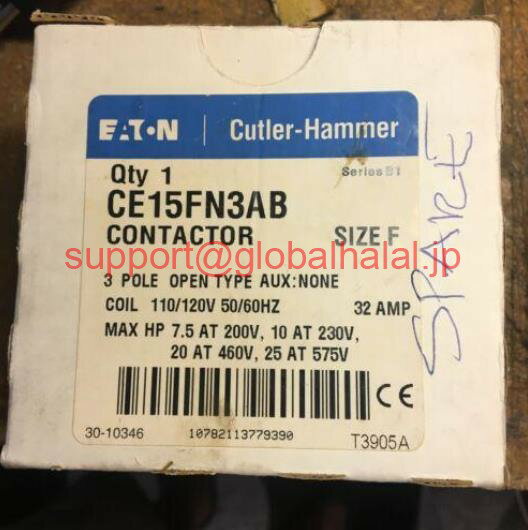 EATON Cutler-Hammer
Series B1
Qty 1
CE15FN3AB
CONTACTOR SIZE F
support@globalhalal.jp
3 POLE OPEN TYPE AUX:NONE
COIL 110/120V 50/60HZ 32 AMP
MAX HP 7.5 AT 200V, 10 AT 230V,
20 AT 460V, 25 AT 575V
CE
30-10346 10782113779390 T3905A
SPARE